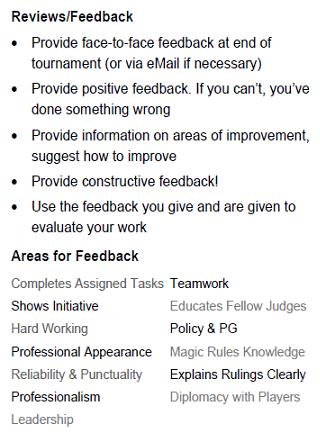 Reviews/Feedback
• Provide face-to-face feedback at end of
tournament (or via eMail if necessary)
• Provide positive feedback. If you can't, you've
done something wrong
• Provide information on areas of improvement,
suggest how to improve
• Provide constructive feedback!
• Use the feedback you give and are given to
evaluate your work
Areas for Feedback
Completes Assigned Tasks Teamwork
Shows Initiative Educates Fellow Judges
Hard Working Policy & PG
Professional Appearance Magic Rules Knowledge
Reliability & Punctuality Explains Rulings Clearly
Professionalism Diplomacy with Players
Leadership